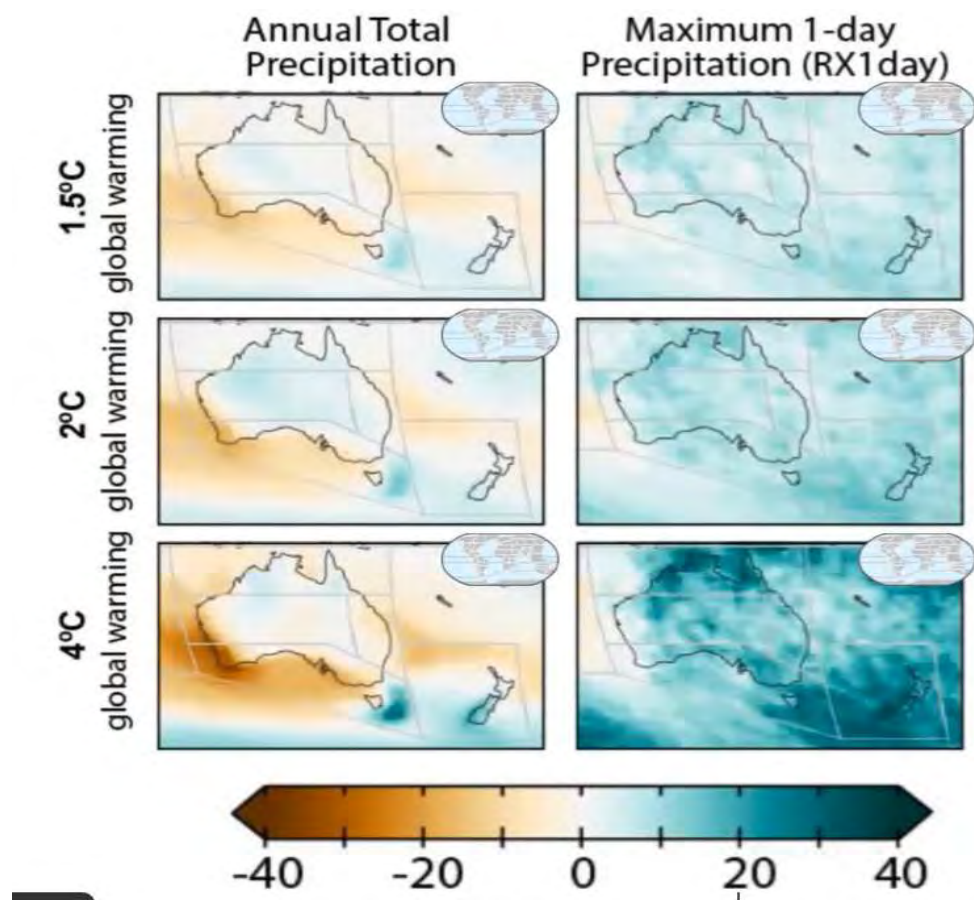 Annual Total
Precipitation
Maximum 1-day
Precipitation (RX1day)
1.5ºC
global warming
2ºC
global warming
4ºC
global warming
-40 -20 0 20 40